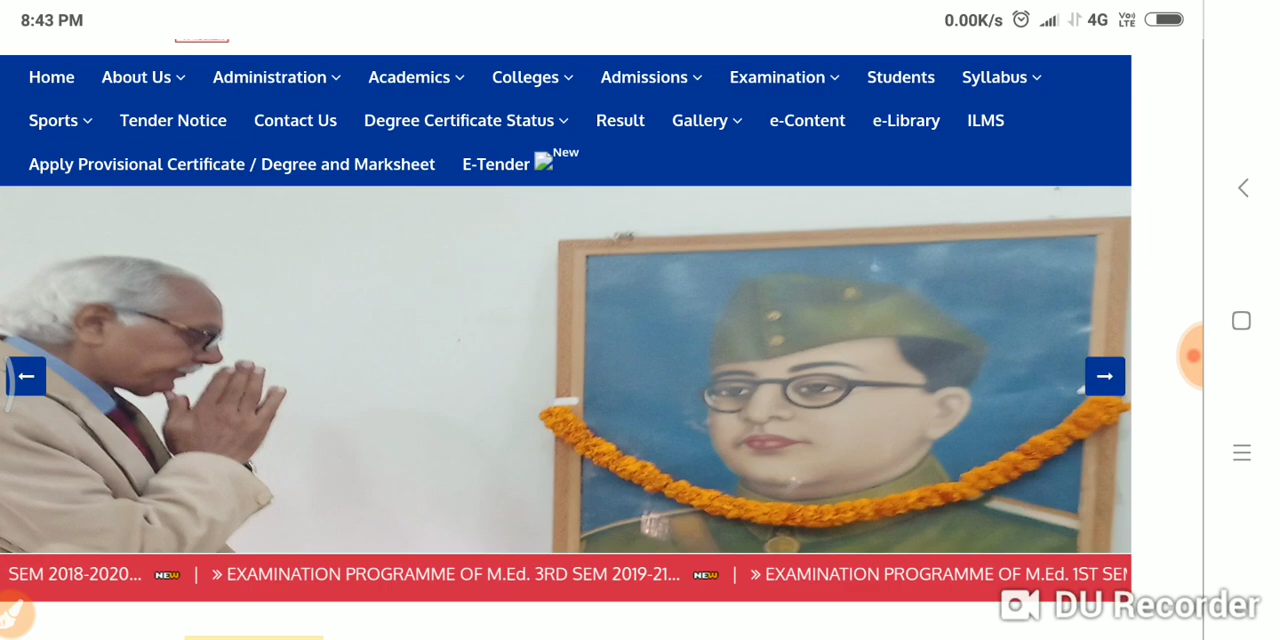 8:43 PM 0.00K/s 4G Vo) LTE
Home About Us Administration Academics Colleges Admissions Examination Students Syllabus
Sports Tender Notice Contact Us Degree Certificate Status Result Gallery e-Content e-Library ILMS
Apply Provisional Certificate / Degree and Marksheet E-Tender New
SEM 2018-2020... NEW | » EXAMINATION PROGRAMME OF M.Ed. 3RD SEM 2019-21... NEW | » EXAMINATION PROGRAMME OF M.Ed. 1ST SEM
DU Recorder